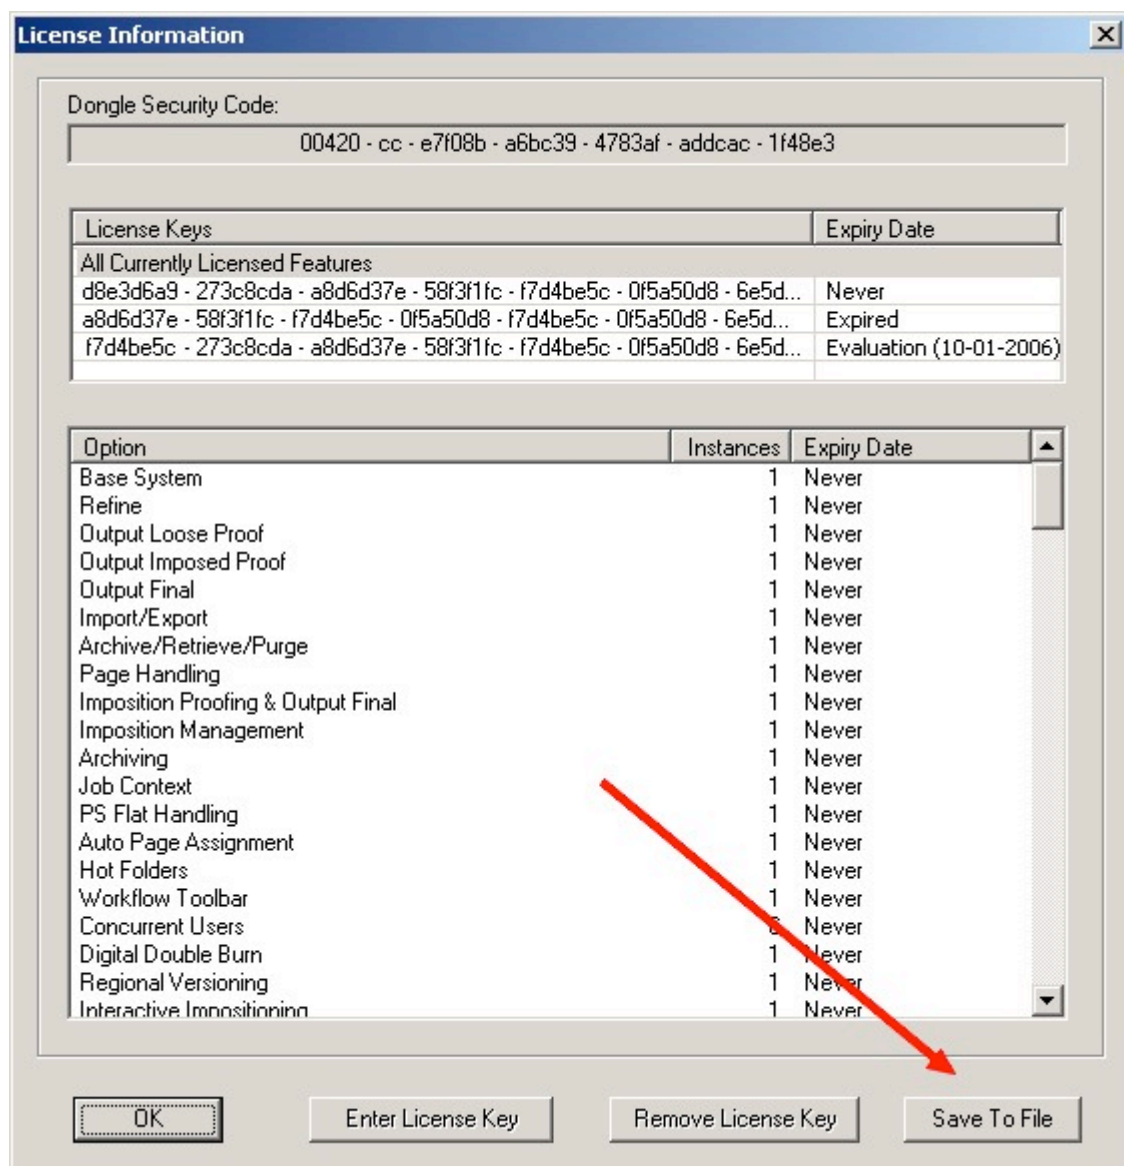 License Information
Dongle Security Code:
00420 - cc - e7f08b - a6bc39 - 4783af - addcac - 1f48e3
License Keys Expiry Date
All Currently Licensed Features
d8e3d6a9 - 273c8cda - a8d6d37e - 58f3f1fc - f7d4be5c - 0f5a50d8 - 6e5d... Never
a8d6d37e - 58f3f1fc - f7d4be5c - 0f5a50d8 - f7d4be5c - 0f5a50d8 - 6e5d... Expired
f7d4be5c - 273c8cda - a8d6d37e - 58f3f1fc - f7d4be5c - 0f5a50d8 - 6e5d... Evaluation (10-01-2006)
Option Instances Expiry Date
Base System 1 Never
Refine 1 Never
Output Loose Proof 1 Never
Output Imposed Proof 1 Never
Output Final 1 Never
Import/Export 1 Never
Archive/Retrieve/Purge 1 Never
Page Handling 1 Never
Imposition Proofing & Output Final 1 Never
Imposition Management 1 Never
Archiving 1 Never
Job Context 1 Never
PS Flat Handling 1 Never
Auto Page Assignment 1 Never
Hot Folders 1 Never
Workflow Toolbar 1 Never
Concurrent Users Never
Digital Double Burn 1 Never
Regional Versioning 1 Never
Interactive Impositioning 1 Never
OK Enter License Key Remove License Key Save To File